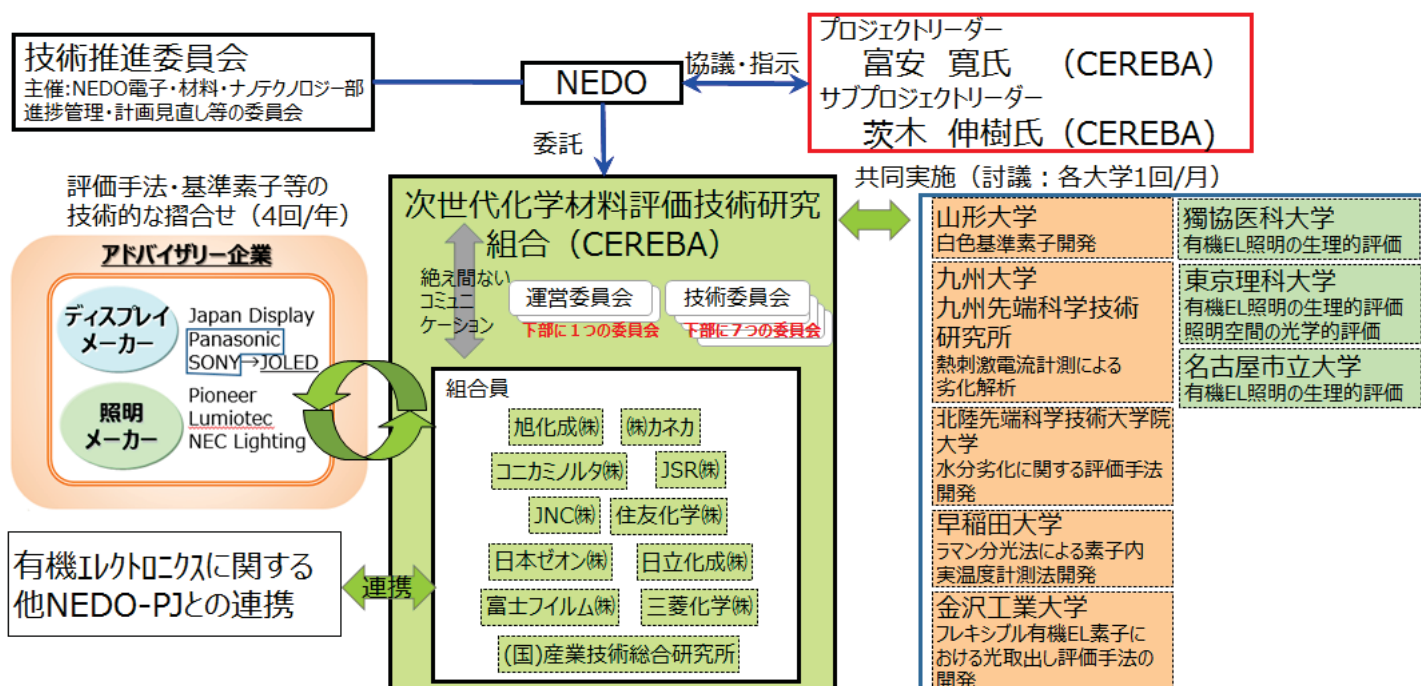 技術推進委員会
主催:NEDO電子・材料・ナノテクノロジー部
進捗管理・計画見直し等の委員会
NEDO
協議・指示
プロジェクトリーダー
富安 寛氏 (CEREBA)
サブプロジェクトリーダー
茨木 伸樹氏 (CEREBA)
委託
評価手法・基準素子等の
技術的な摺合せ（4回/年）
アドバイザリー企業
ディスプレイ
メーカー
Japan Display
Panasonic
SONY→JOLED
照明
メーカー
Pioneer
Lumiotec
NEC Lighting
有機エレクトロニクスに関する
他NEDO-PJとの連携
連携
次世代化学材料評価技術研究
組合（CEREBA）
絶え間ない
コミュニ
ケーション
運営委員会
下部に１つの委員会
技術委員会
下部に７つの委員会
組合員
旭化成㈱
㈱カネカ
コニカミノルタ㈱
JSR㈱
JNC㈱
住友化学㈱
日本ゼオン㈱
日立化成㈱
富士フイルム㈱
三菱化学㈱
(国)産業技術総合研究所
共同実施（討議：各大学1回/月）
山形大学
白色基準素子開発
九州大学
九州先端科学技術
研究所
熱刺激電流計測による
劣化解析
北陸先端科学技術大学院
大学
水分劣化に関する評価手法
開発
早稲田大学
ラマン分光法による素子内
実温度計測法開発
金沢工業大学
フレキシブル有機EL素子に
おける光取出し評価手法の
開発
獨協医科大学
有機EL照明の生理的評価
東京理科大学
有機EL照明の生理的評価
照明空間の光学的評価
名古屋市立大学
有機EL照明の生理的評価